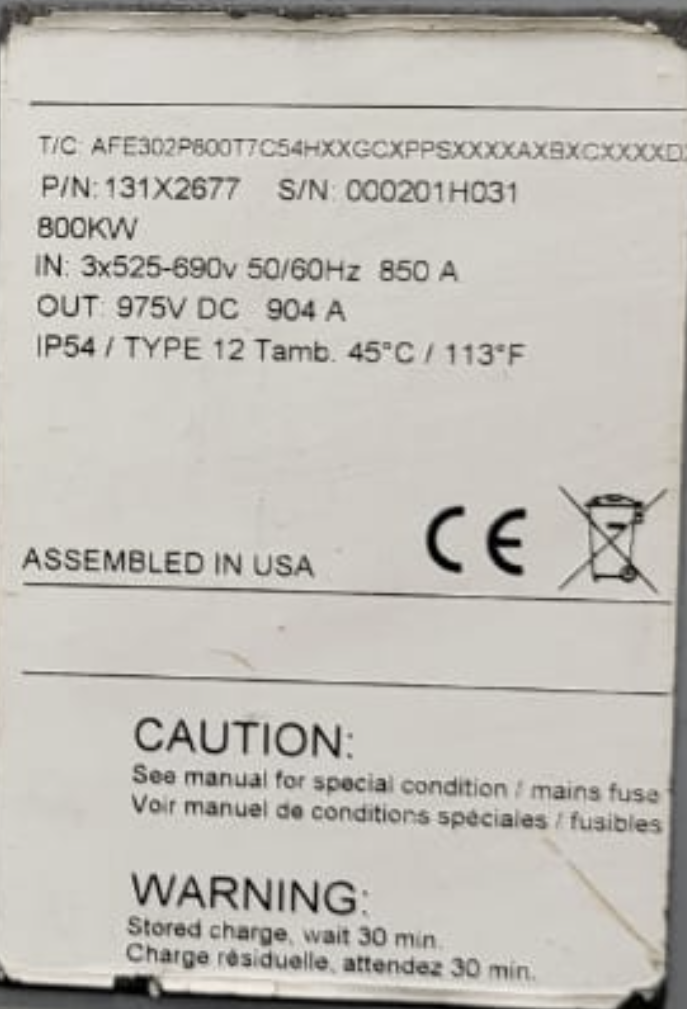 T/C: AFE302P800T7C54HXXGCXPPSXXXXAXBXCXXXXD
P/N: 131X2677 S/N: 000201H031
800KW
IN: 3x525-690v 50/60Hz 850 A
OUT: 975V DC 904 A
IP54 / TYPE 12 Tamb. 45°C / 113°F
CE
ASSEMBLED IN USA
CAUTION:
See manual for special condition / mains fuse
Voir manuel de conditions spéciales / fusibles
WARNING:
Stored charge, wait 30 min.
Charge résiduelle, attendez 30 min.